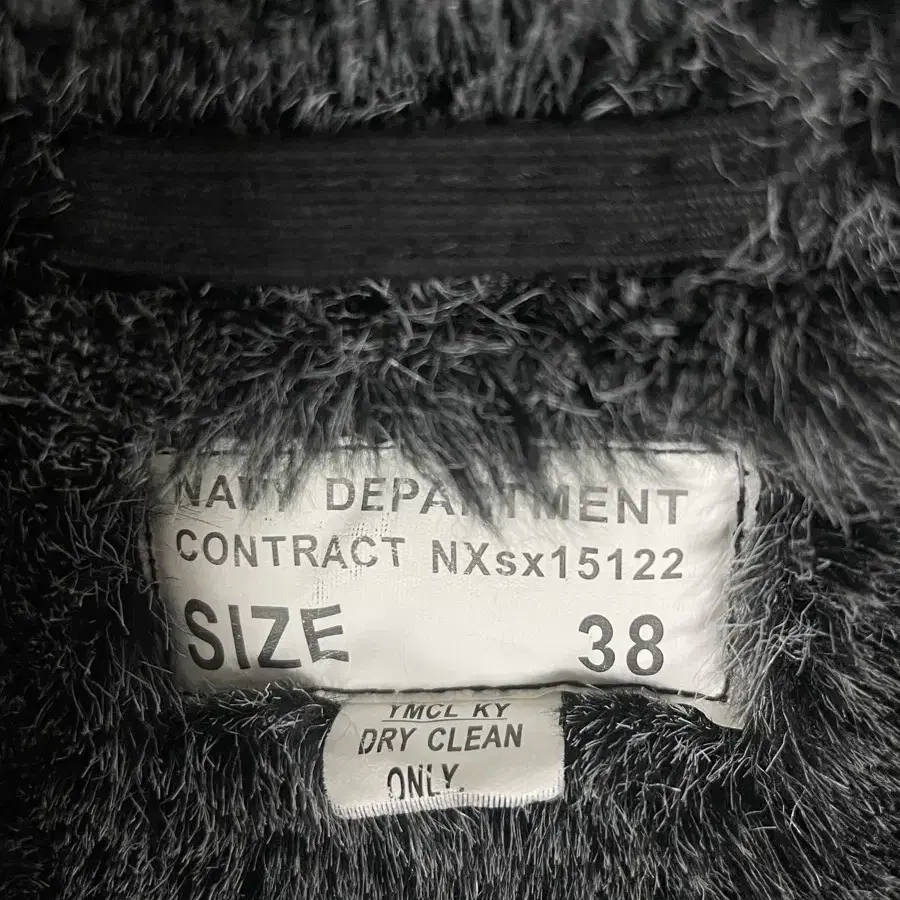 NAVY DEPARTMENT
CONTRACT NXsx15122
SIZE 38
YMCL KY
DRY CLEAN
ONLY.